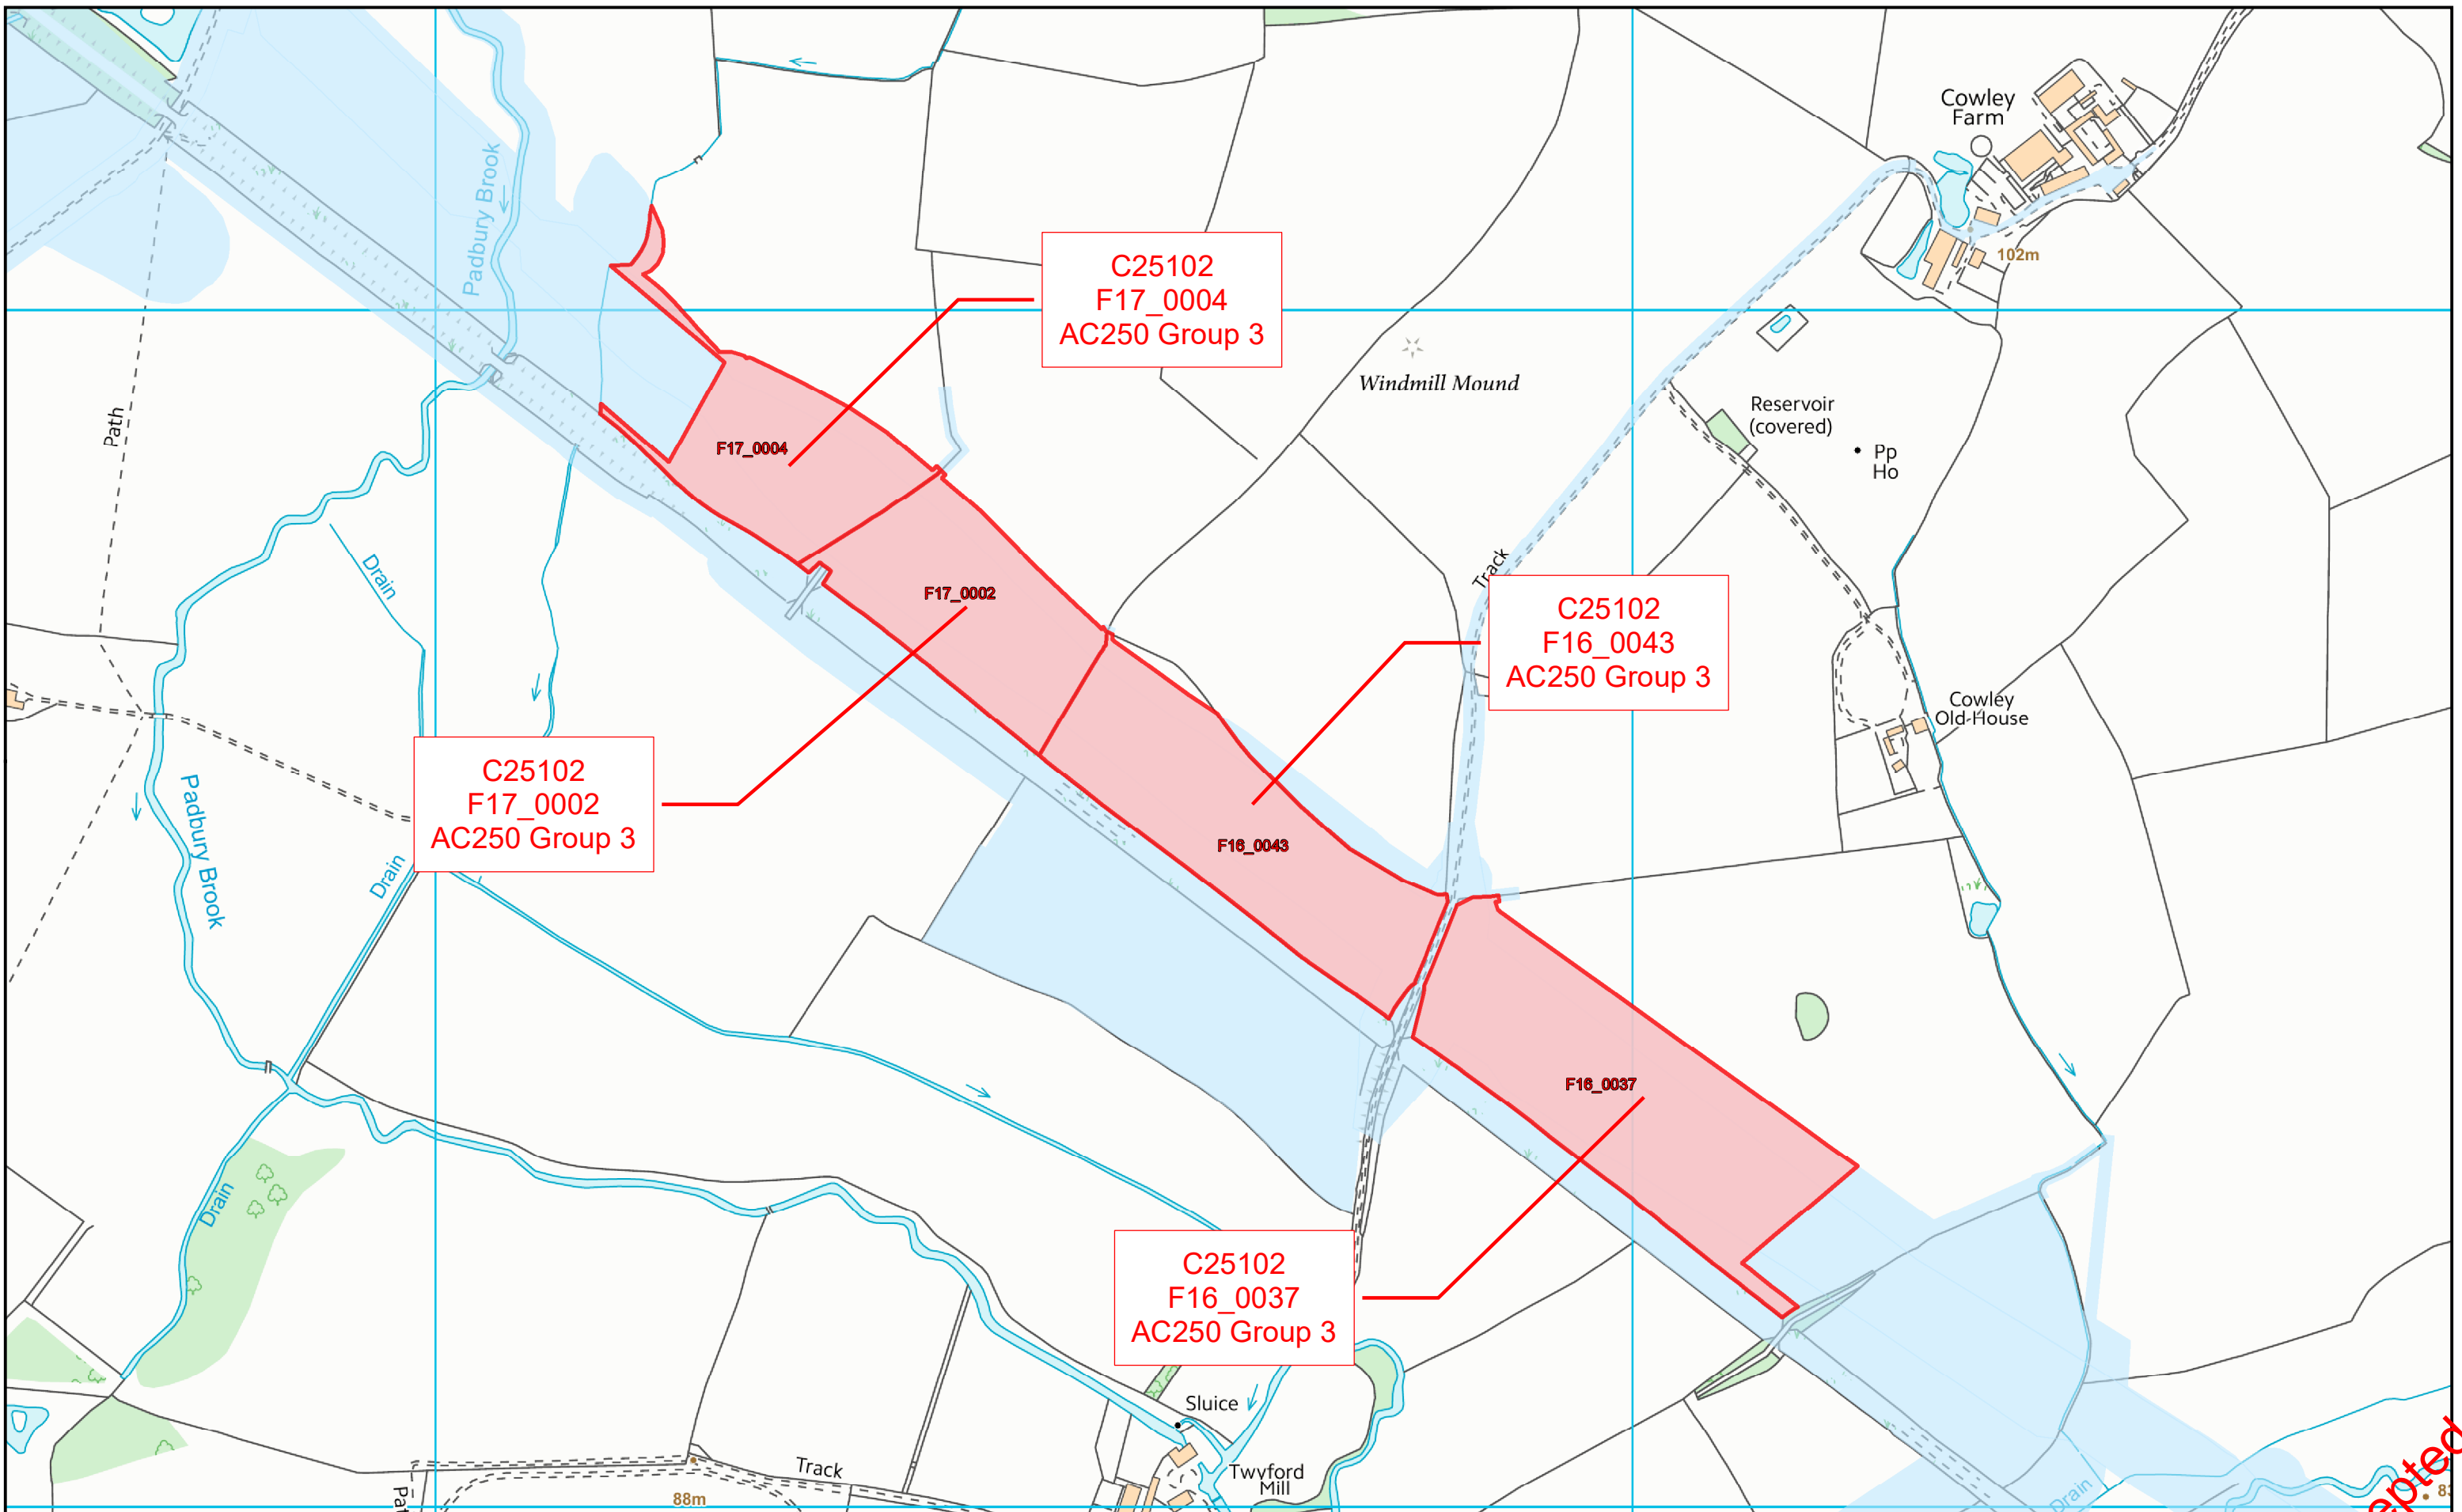 Cowley
Farm
102m
Padbury Brook
C25102
F17_0004
AC250 Group 3
Windmill Mound
Reservoir
(covered)
Pp
Ho
Path
F17_0004
Drain
Track
F17_0002
C25102
F16_0043
AC250 Group 3
Cowley
Old House
C25102
F17_0002
AC250 Group 3
Padbury Brook
F16_0043
Drain
F16_0037
Drain
C25102
F16_0037
AC250 Group 3
Sluice
Track
Twyford
Mill
88m
Drain